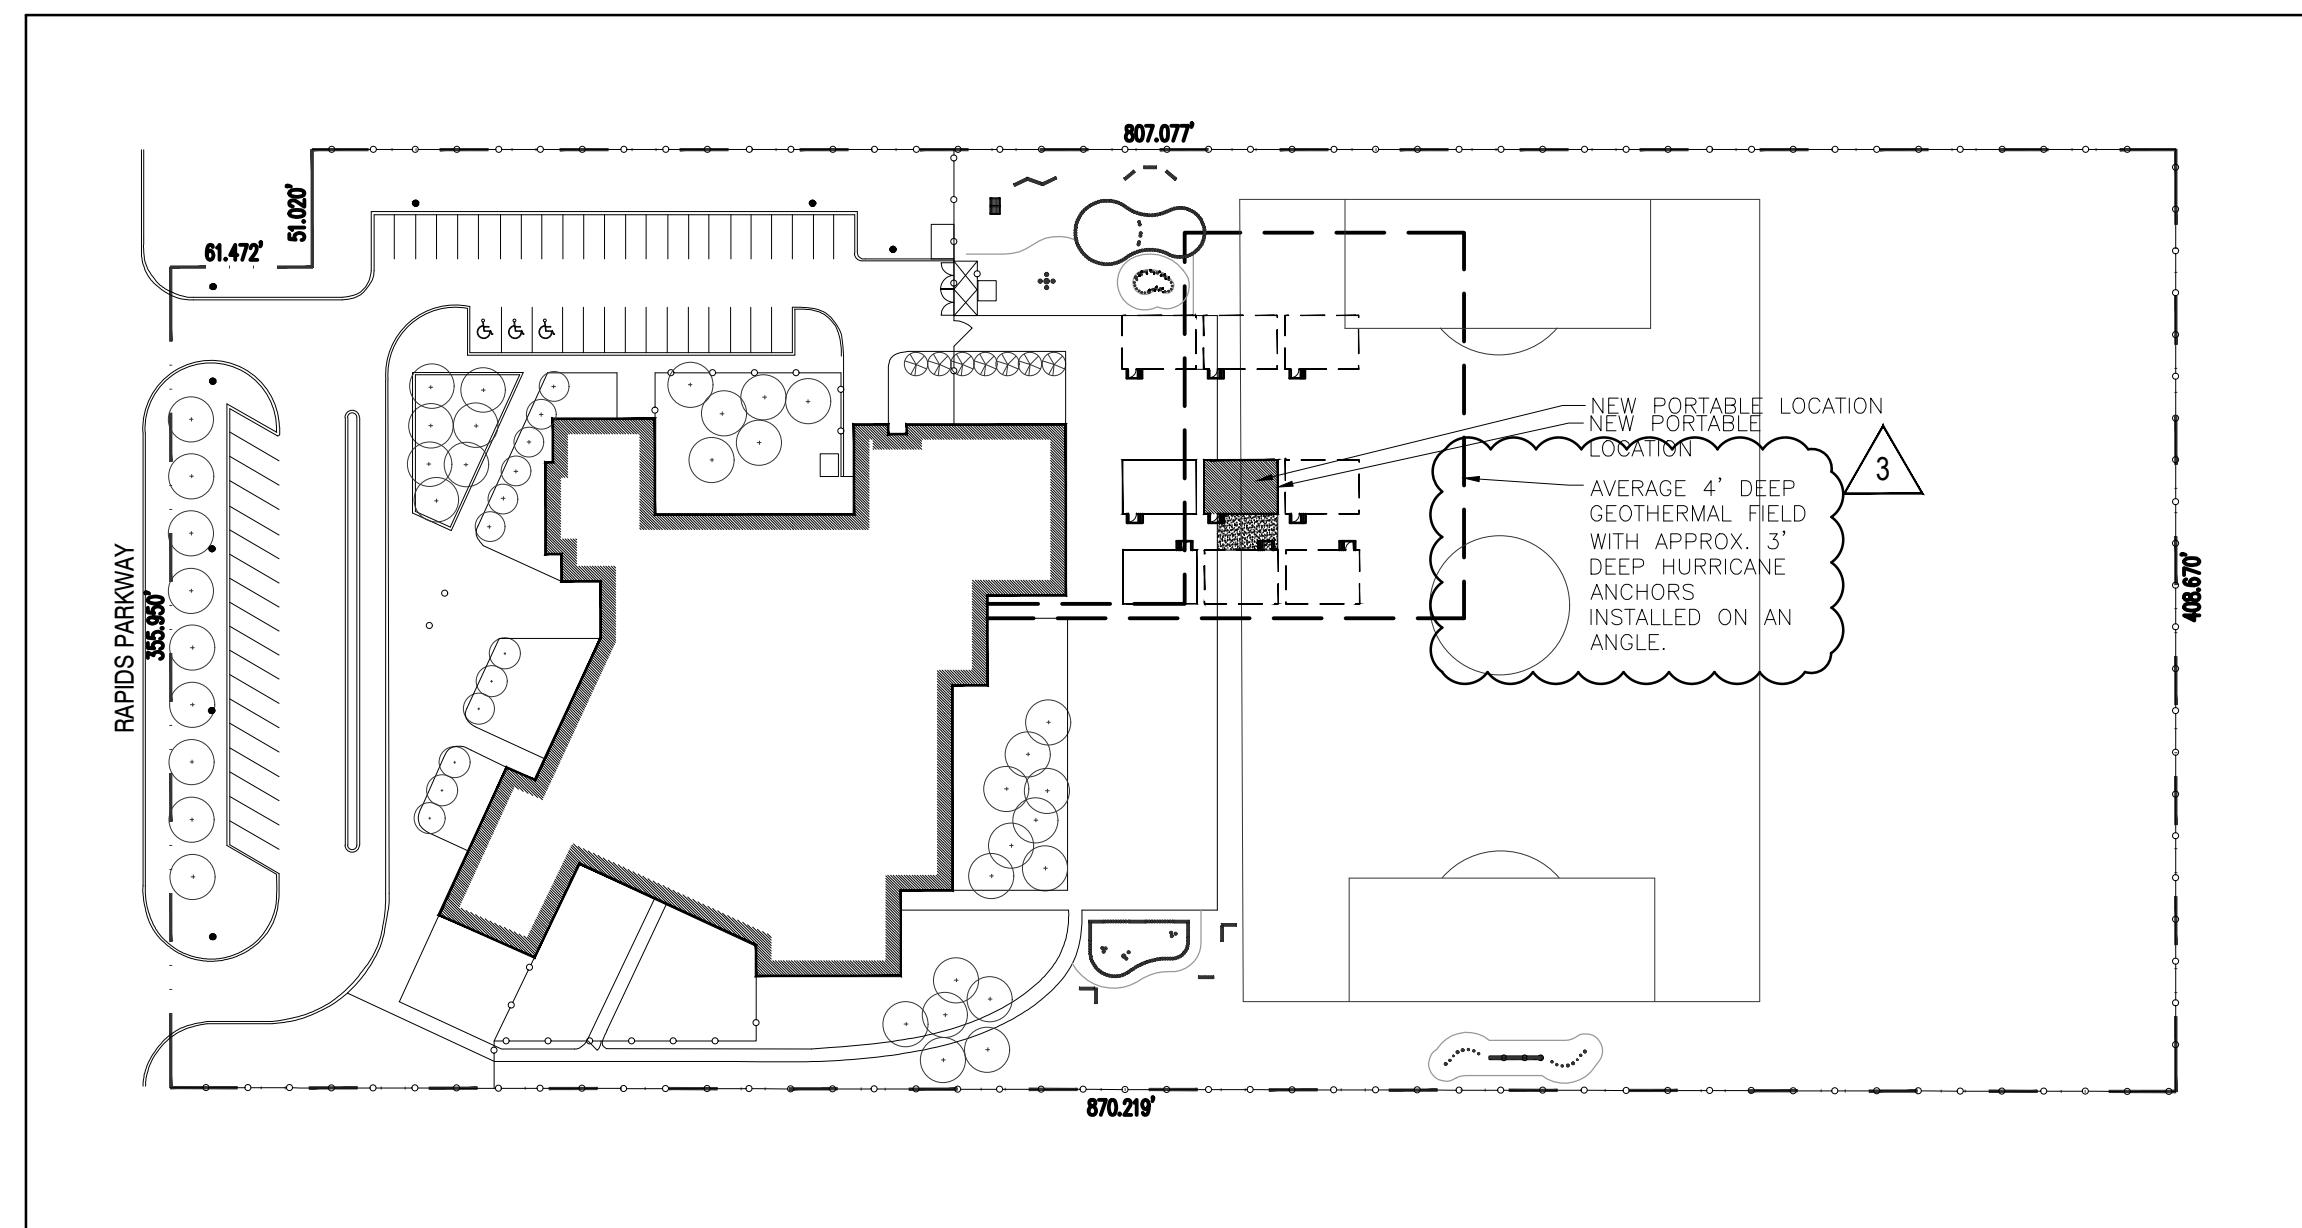 807.077'
51.020'
61.472'
NEW PORTABLE LOCATION
NEW PORTABLE
LOCATION
3
AVERAGE 4' DEEP
GEOTHERMAL FIELD
WITH APPROX. 3'
DEEP HURRICANE
ANCHORS
INSTALLED ON AN
ANGLE.
RAPIDS PARKWAY
355.950'
408.670'
870.219'